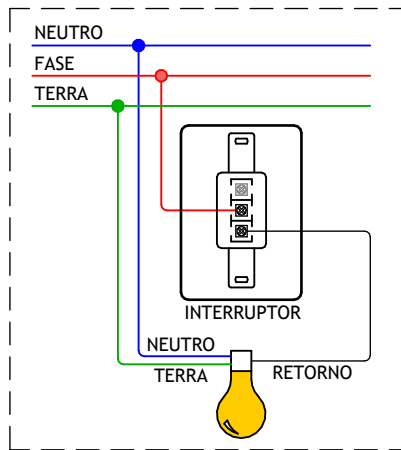 NEUTRO
FASE
TERRA
INTERRUPTOR
NEUTRO
TERRA
RETORNO